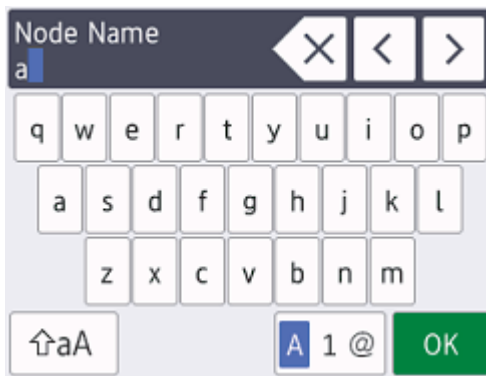 Node Name
a
q w e r t y u i o p
a s d f g h j k l
z x c v b n m
⇧aA A 1 @ OK